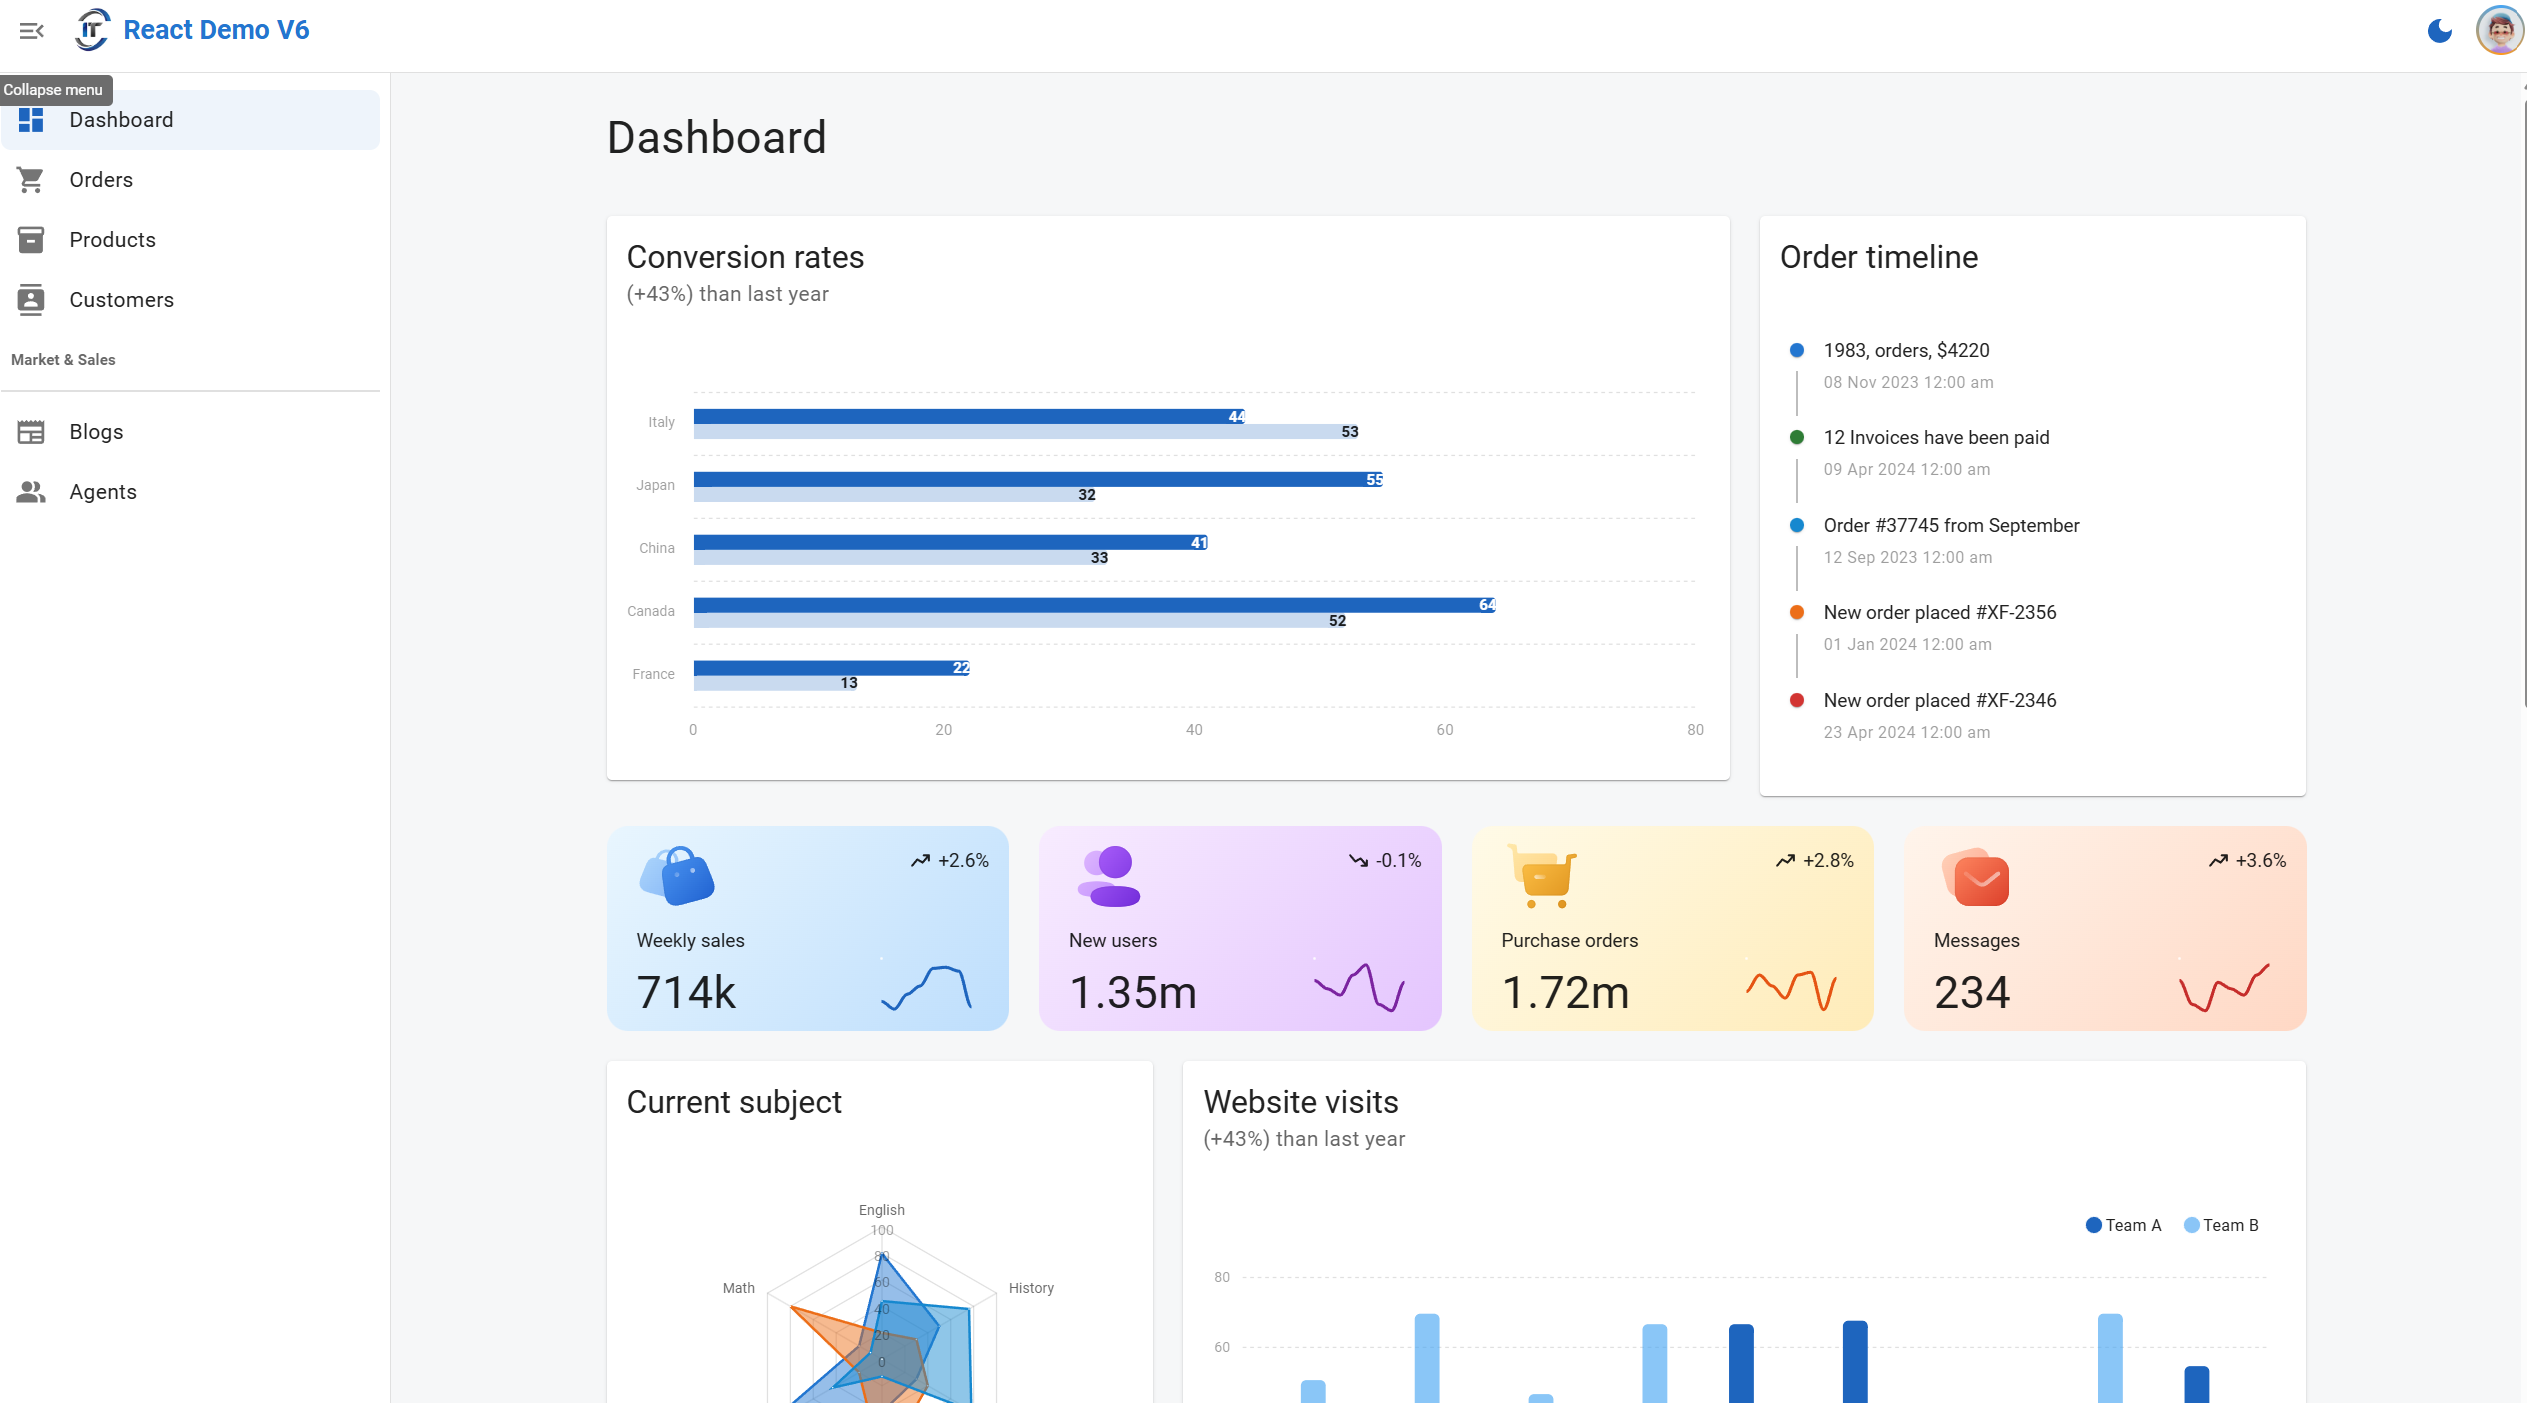 IT
React Demo V6
Collapse menu
Dashboard
Orders
Products
Customers
Market & Sales
Blogs
Agents
Dashboard
Conversion rates
(+43%) than last year
Italy
44
53
Japan
55
32
China
41
33
Canada
64
52
France
22
13
0 20 40 60 80
Order timeline
1983, orders, $4220
08 Nov 2023 12:00 am
12 Invoices have been paid
09 Apr 2024 12:00 am
Order #37745 from September
12 Sep 2023 12:00 am
New order placed #XF-2356
01 Jan 2024 12:00 am
New order placed #XF-2346
23 Apr 2024 12:00 am
+2.6%
Weekly sales
714k
-0.1%
New users
1.35m
+2.8%
Purchase orders
1.72m
+3.6%
Messages
234
Current subject
English
100
80
Math
60
History
40
20
0
Website visits
(+43%) than last year
Team A Team B
80
60